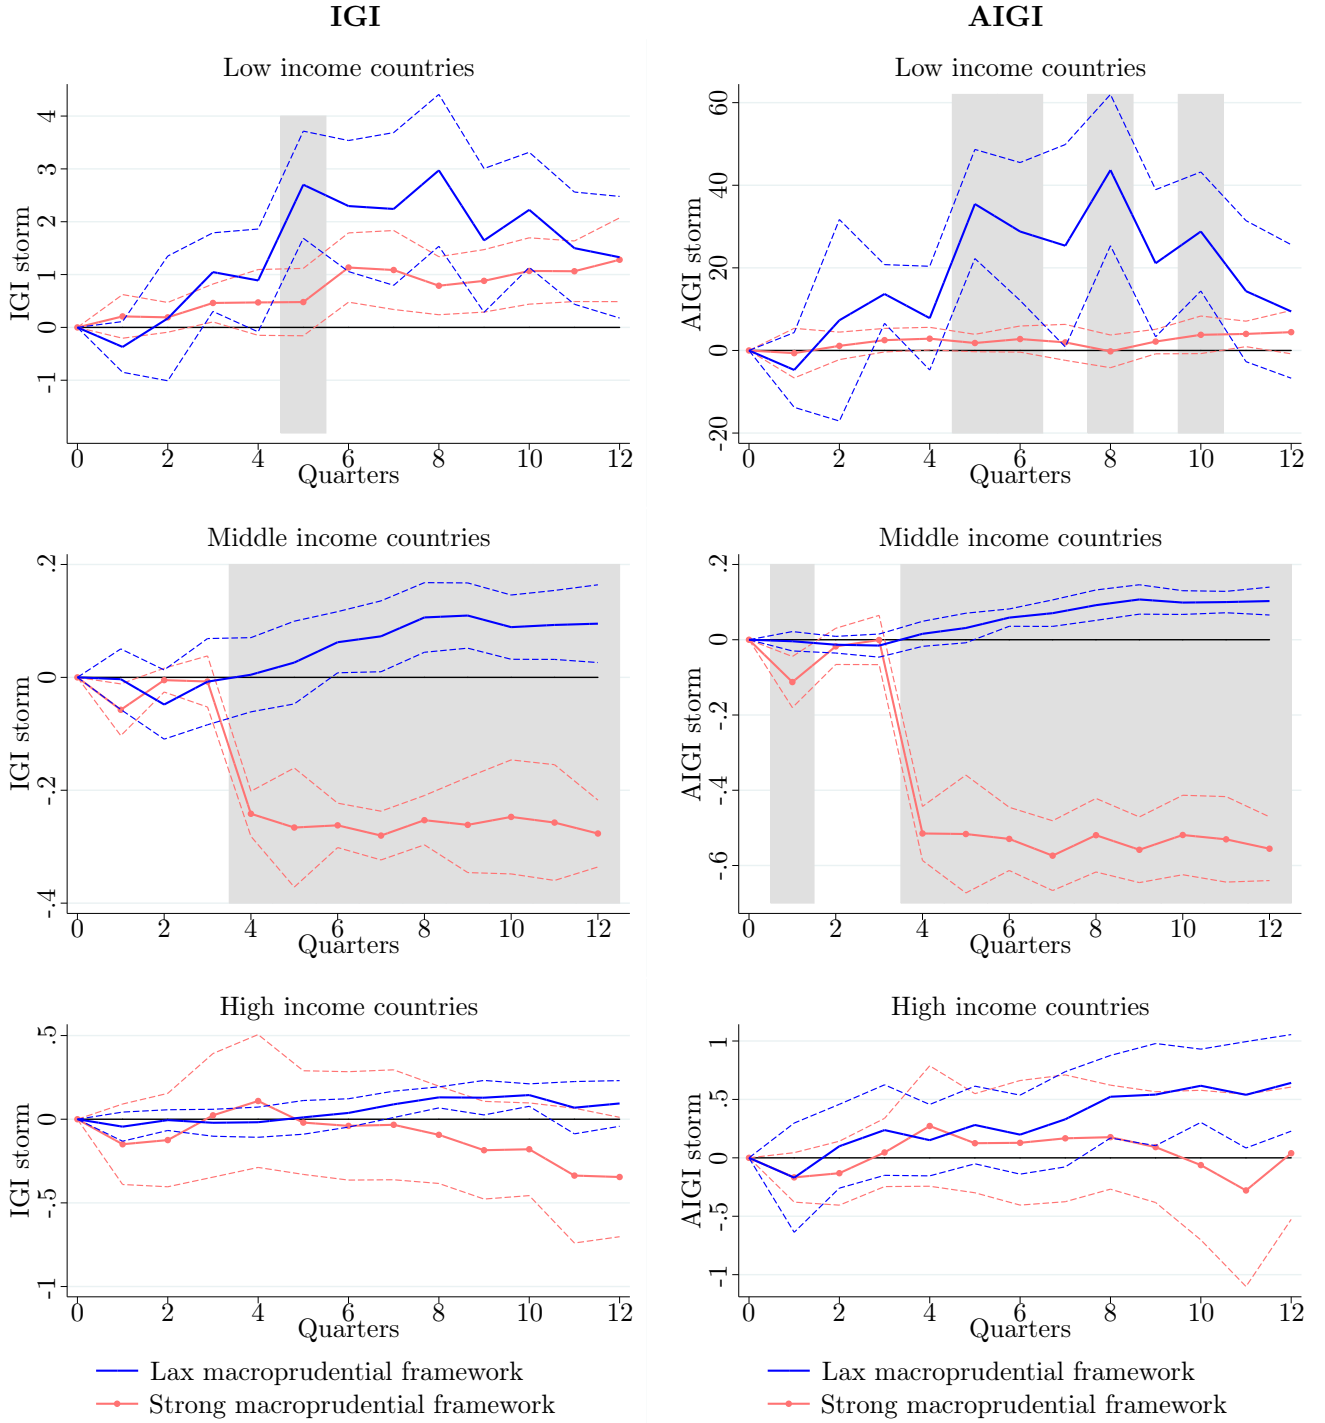 IGI
AIGI
Low income countries
IGI storm
4
3
2
1
0
-1
0 2 4 6 8 10 12
Quarters
Low income countries
AIGI storm
60
40
20
0
-20
0 2 4 6 8 10 12
Quarters
Middle income countries
IGI storm
.2
0
-.2
-.4
0 2 4 6 8 10 12
Quarters
Middle income countries
AIGI storm
.2
0
-.2
-.4
-.6
0 2 4 6 8 10 12
Quarters
High income countries
IGI storm
.5
0
-.5
-1
0 2 4 6 8 10 12
Quarters
High income countries
AIGI storm
1
.5
0
-.5
-1
0 2 4 6 8 10 12
Quarters
Lax macroprudential framework
Strong macroprudential framework
Lax macroprudential framework
Strong macroprudential framework